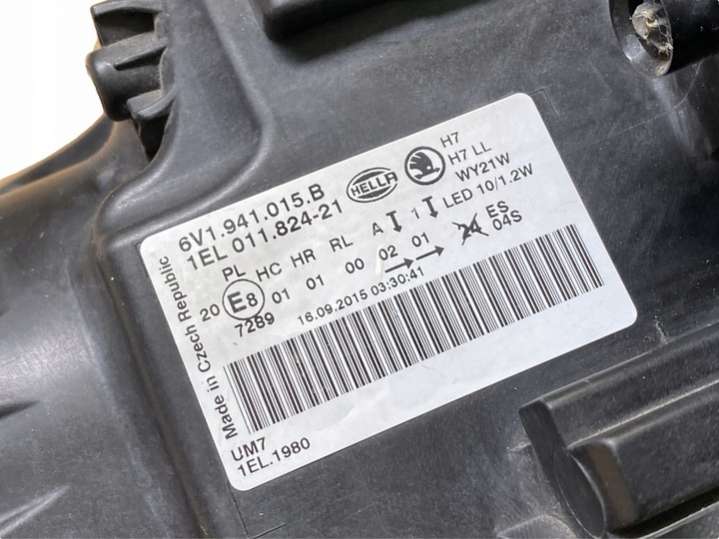 6V1.941.015.B
1EL 011.824-21
HELLA
H7
H7 LL
WY21W
LED 10/1.2W
PL HC HR RL A 1
20 E8 01 01 00 02 01
7289
16.09.2015 03:30:41
ES
04S
Made in Czech Republic
UM7
1EL.1980